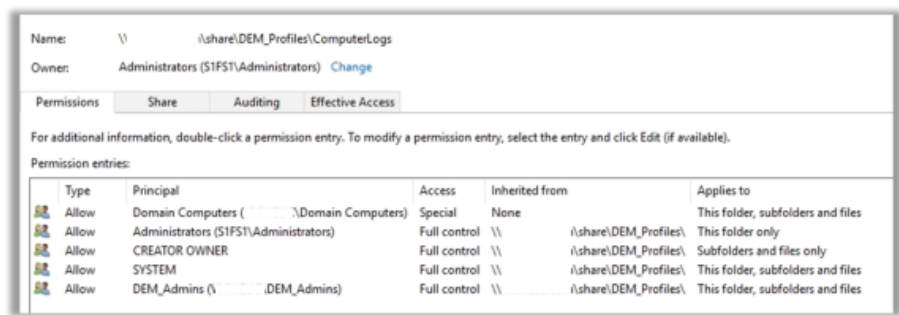 Name: \\ \share\DEM_Profiles\ComputerLogs
Owner: Administrators (S1FS1\Administrators) Change
Permissions Share Auditing Effective Access
For additional information, double-click a permission entry. To modify a permission entry, select the entry and click Edit (if available).
Permission entries:
Type Principal Access Inherited from Applies to
Allow Domain Computers ( \Domain Computers) Special None This folder, subfolders and files
Allow Administrators (S1FS1\Administrators) Full control \\ \share\DEM_Profiles\ This folder only
Allow CREATOR OWNER Full control \\ \share\DEM_Profiles\ Subfolders and files only
Allow SYSTEM Full control \\ \share\DEM_Profiles\ This folder, subfolders and files
Allow DEM_Admins (\ DEM_Admins) Full control \\ \share\DEM_Profiles\ This folder, subfolders and files